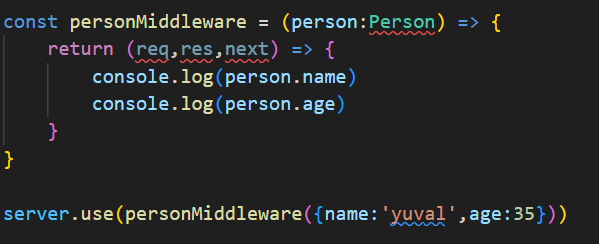 const personMiddleware = (person:Person) => {
    return (req,res,next) => {
        console.log(person.name)
        console.log(person.age)
    }
}

server.use(personMiddleware({name:'yuval',age:35}))